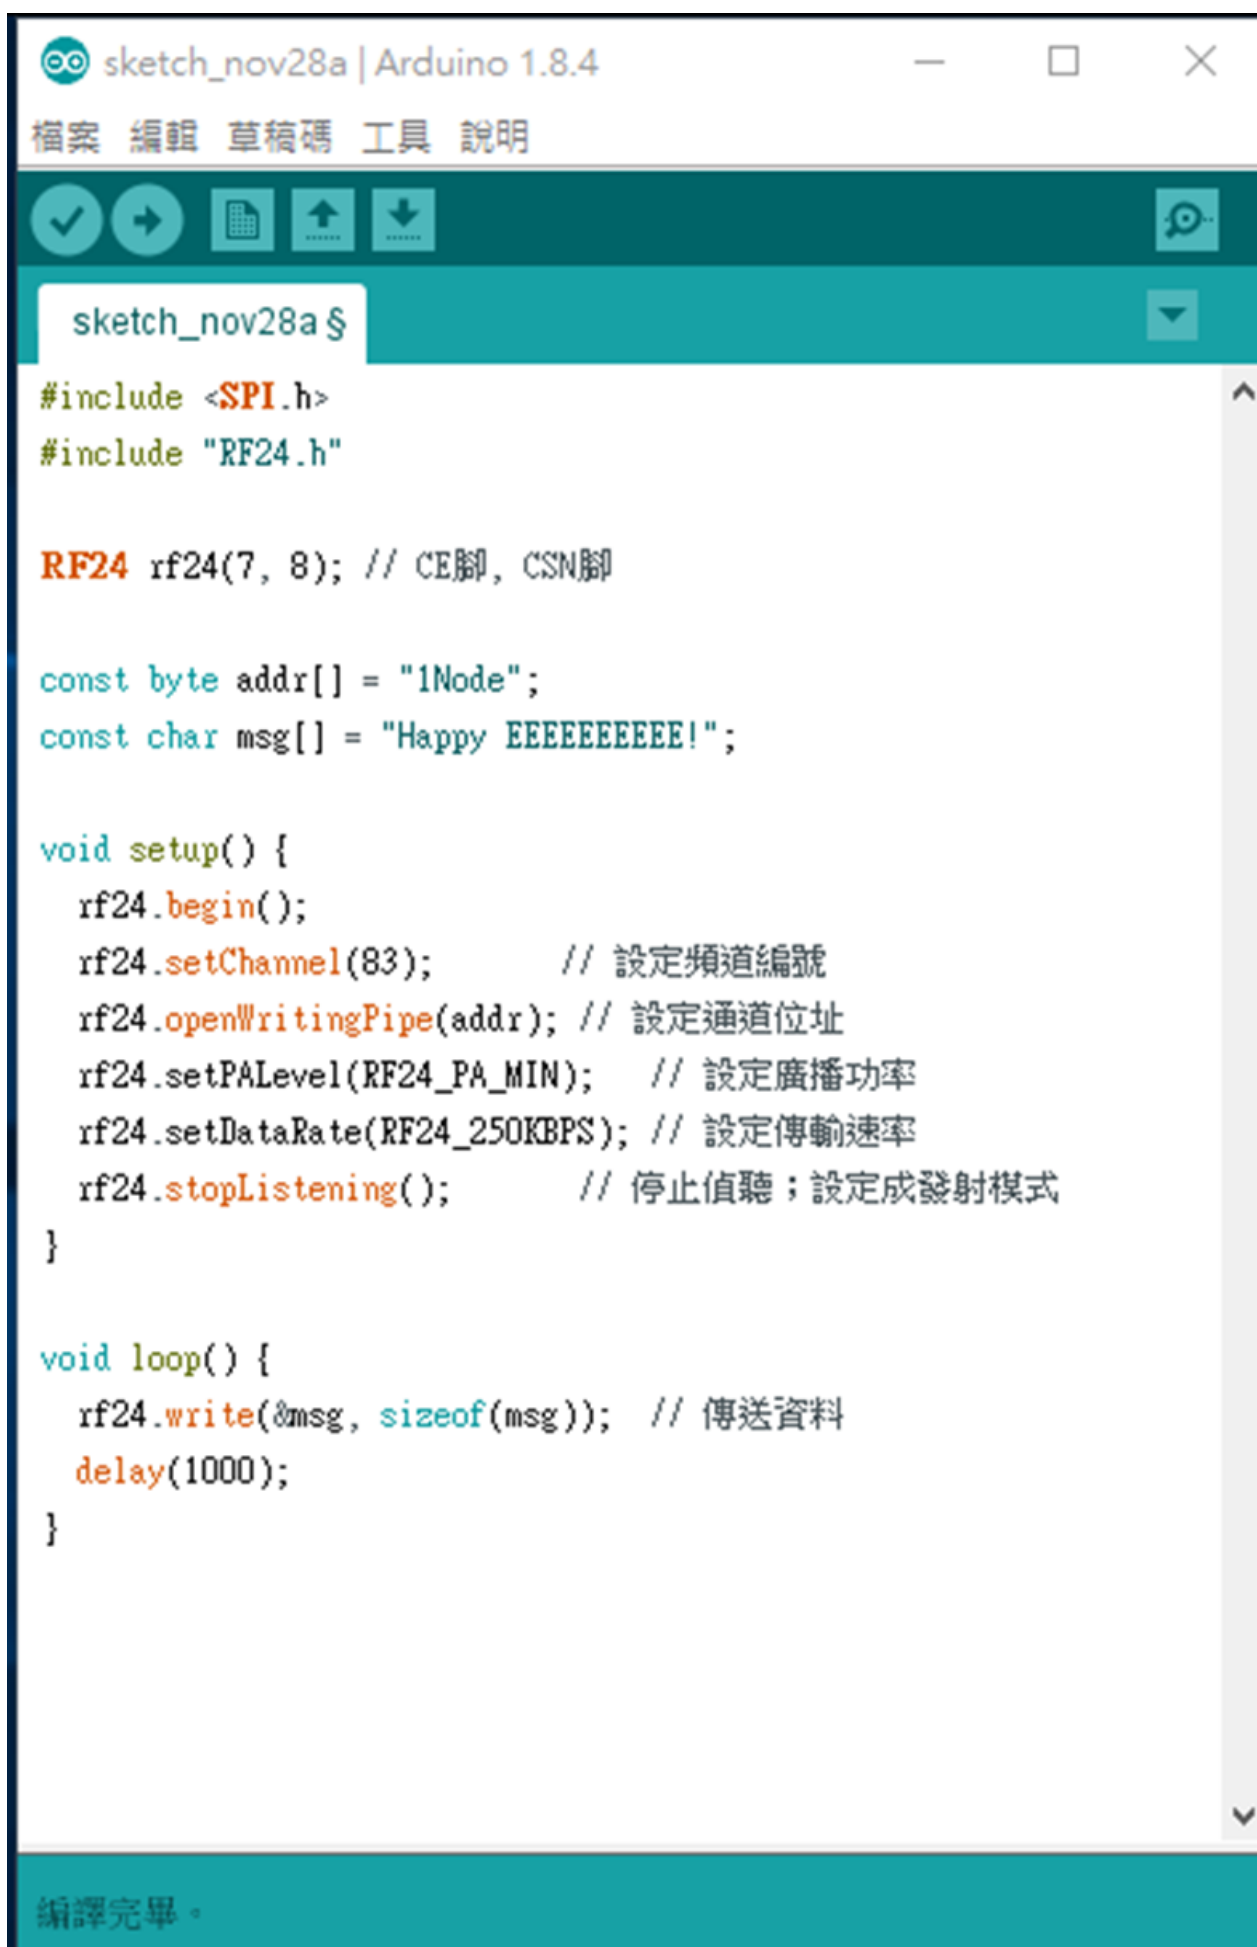 sketch_nov28a | Arduino 1.8.4
檔案 編輯 草稿碼 工具 說明
sketch_nov28a §
#include <SPI.h>
#include "RF24.h"
RF24 rf24(7, 8); // CE腳, CSN腳
const byte addr[] = "1Node";
const char msg[] = "Happy EEEEEEEEEE!";
void setup() {
rf24.begin();
rf24.setChannel(83); // 設定頻道編號
rf24.openWritingPipe(addr); // 設定通道位址
rf24.setPALevel(RF24_PA_MIN); // 設定廣播功率
rf24.setDataRate(RF24_250KBPS); // 設定傳輸速率
rf24.stopListening(); // 停止偵聽；設定成發射模式
}
void loop() {
rf24.write(&msg, sizeof(msg)); // 傳送資料
delay(1000);
}
編譯完畢。